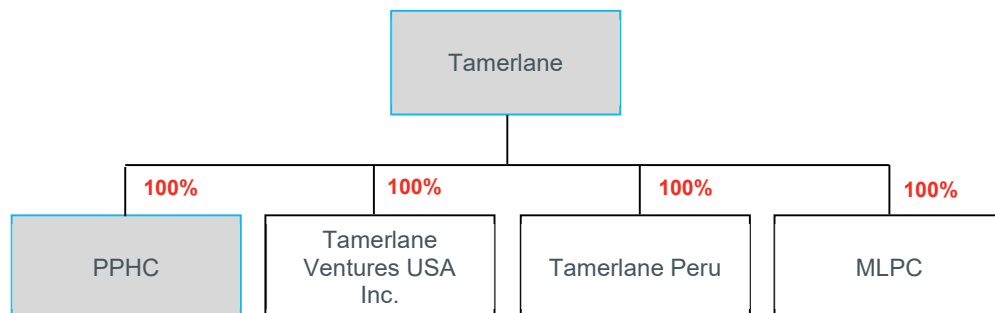 Tamerlane
100%
100%
100%
100%
PPHC
Tamerlane
Ventures USA
Inc.
Tamerlane Peru
MLPC